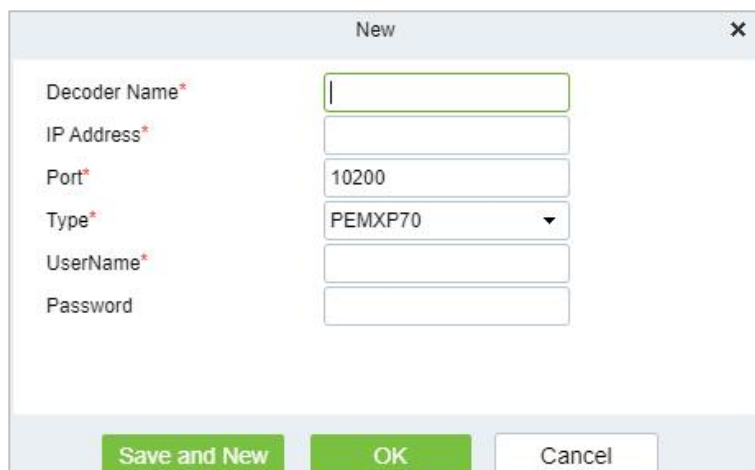 New
Decoder Name*
IP Address*
Port* 10200
Type* PEMXP70
UserName*
Password
Save and New OK Cancel